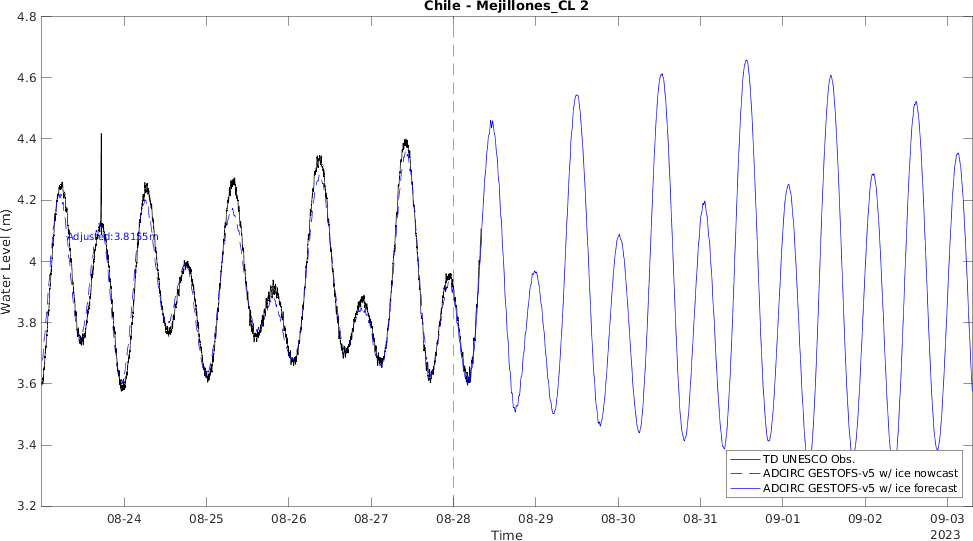 Chile - Mejillones_CL 2
4.8
4.6
4.4
4.2
4
3.8
3.6
3.4
3.2
Water Level (m)
Adjusted:3.8155m
TD UNESCO Obs.
ADCIRC GESTOFS-v5 w/ ice nowcast
ADCIRC GESTOFS-v5 w/ ice forecast
08-24 08-25 08-26 08-27 08-28 08-29 08-30 08-31 09-01 09-02 09-03
Time
2023